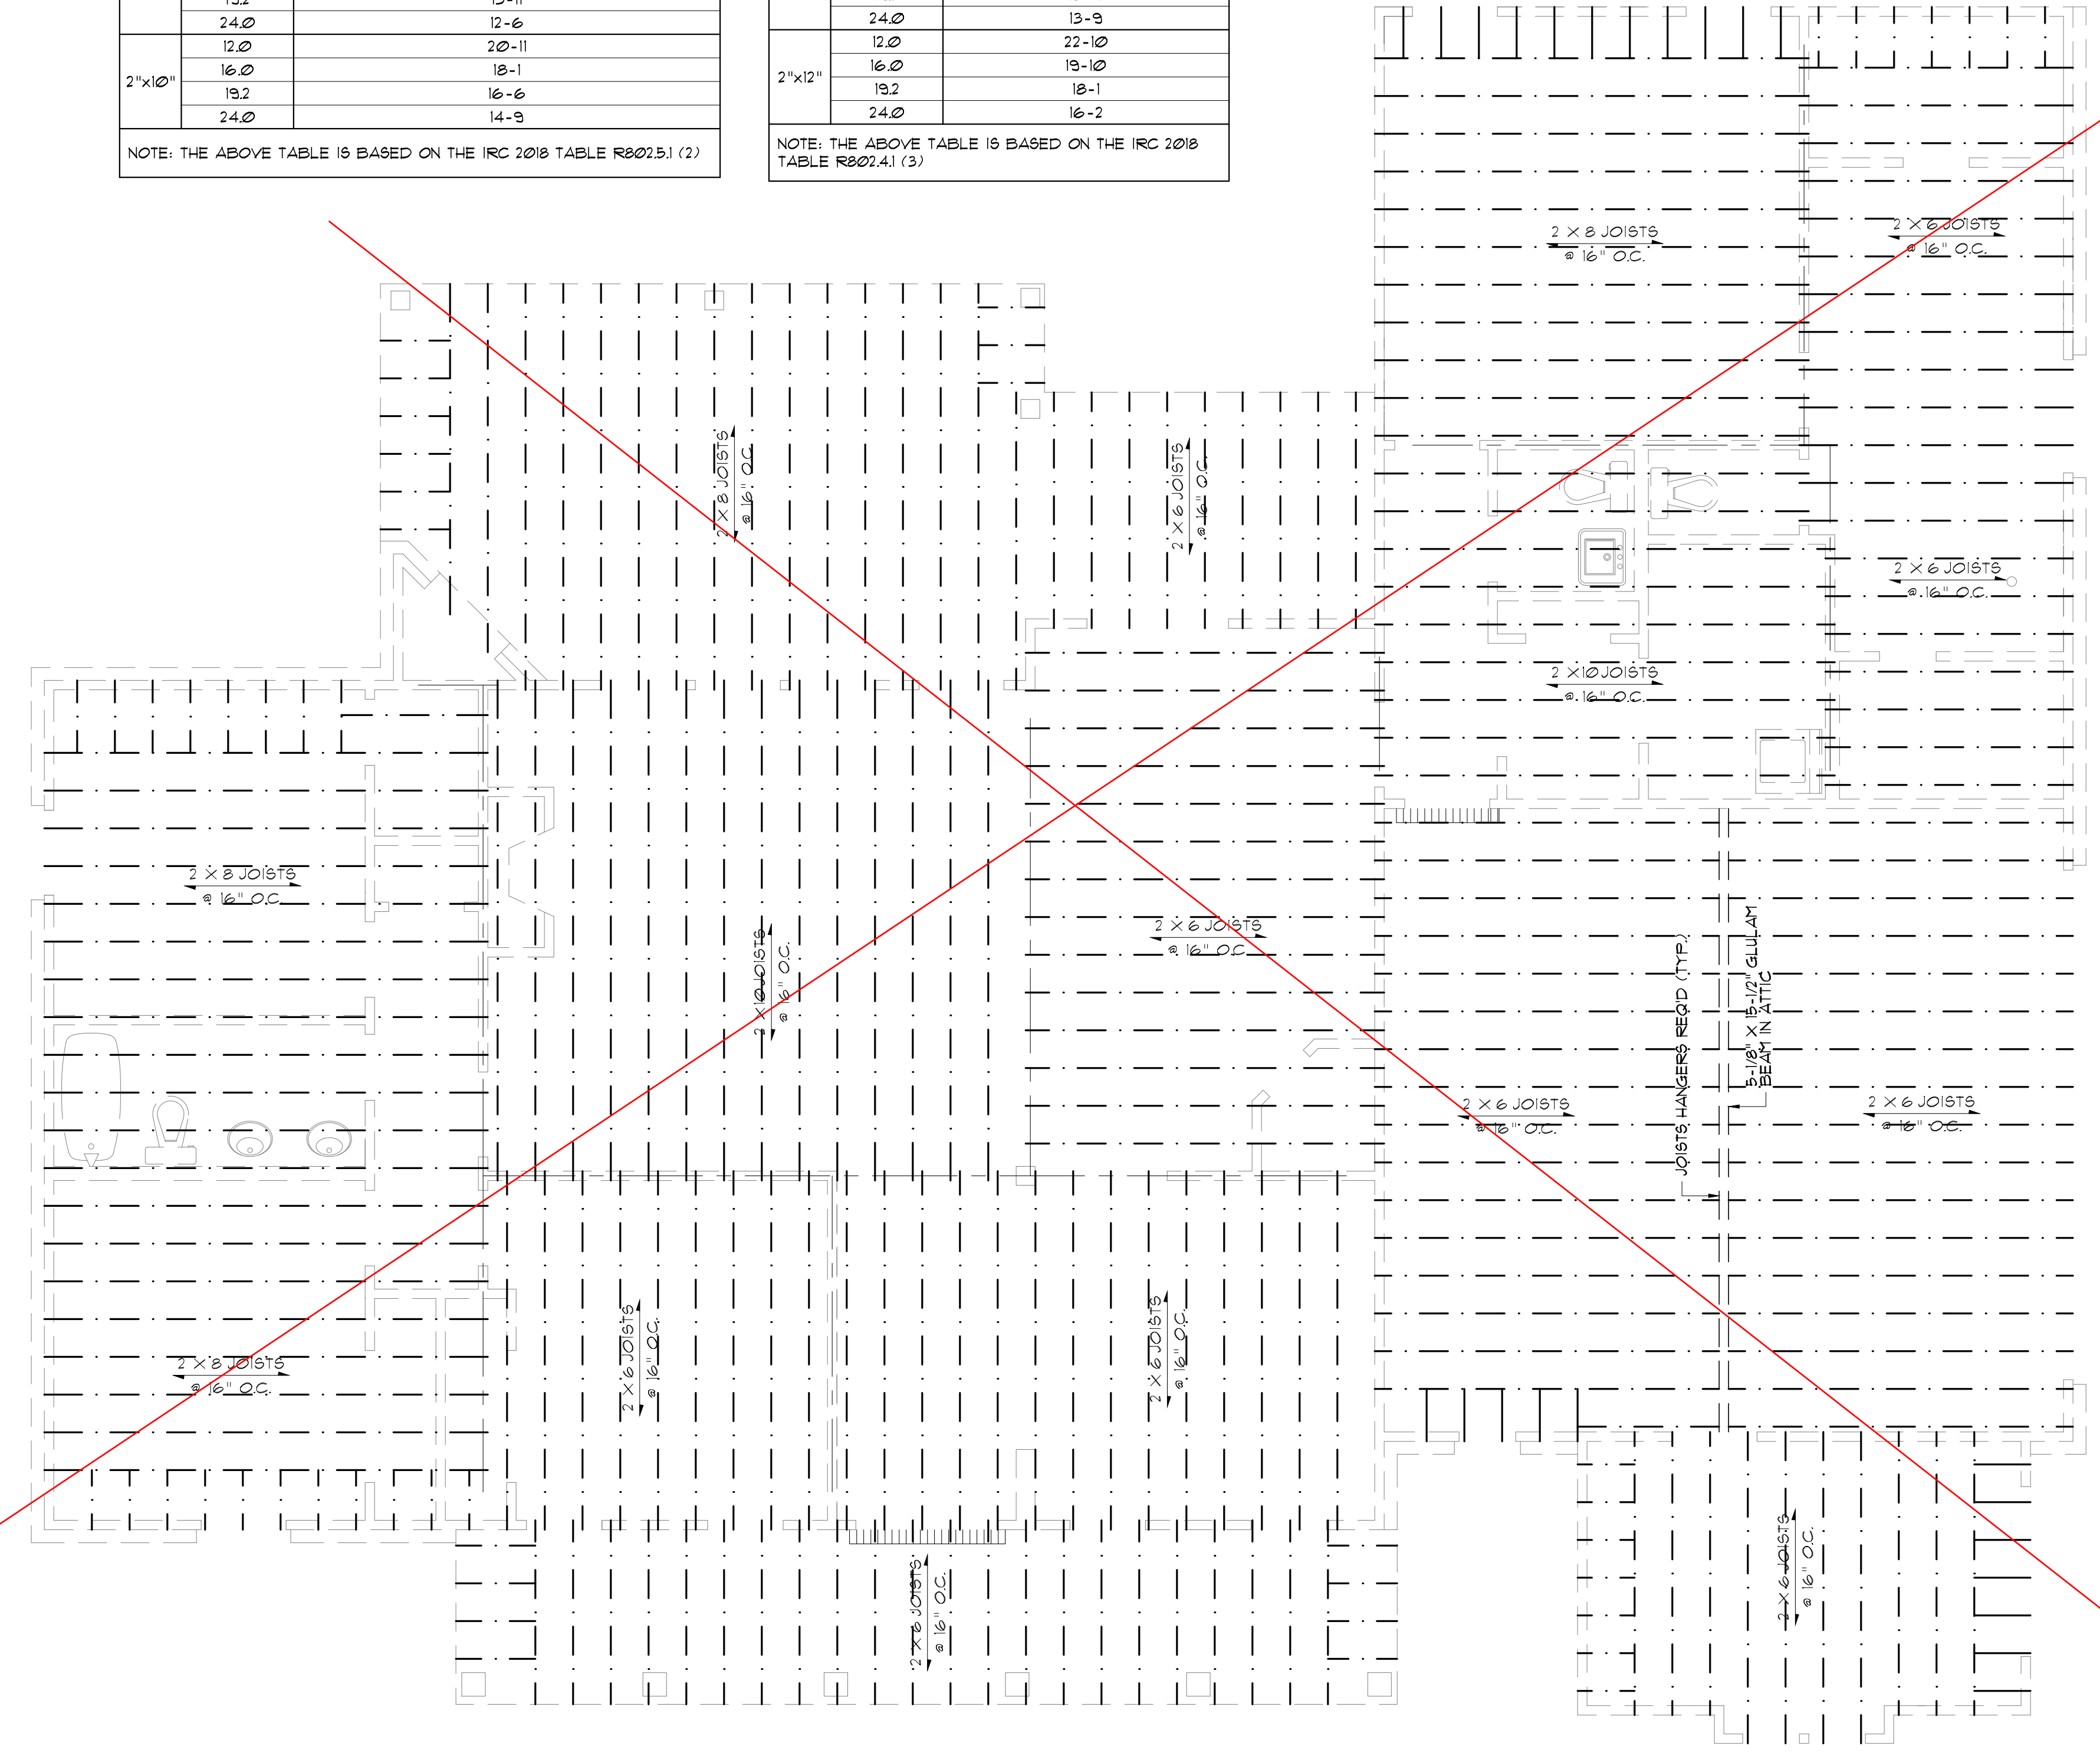 24.0 12-6
2"x10" 12.0 20-11
16.0 18-1
19.2 16-6
24.0 14-9
NOTE: THE ABOVE TABLE IS BASED ON THE IRC 2018 TABLE R802.5.1 (2)
24.0 13-9
2"x12" 12.0 22-10
16.0 19-10
19.2 18-1
24.0 16-2
NOTE: THE ABOVE TABLE IS BASED ON THE IRC 2018
TABLE R802.4.1 (3)
2 X 8 JOISTS
@ 16" O.C.
2 X 6 JOISTS
@ 16" O.C.
2 X 8 JOISTS
@ 16" O.C.
2 X 6 JOISTS
@ 16" O.C.
2 X 6 JOISTS
@ 16" O.C.
2 X 10 JOISTS
@ 16" O.C.
2 X 8 JOISTS
@ 16" O.C.
2 X 10 JOISTS
@ 16" O.C.
2 X 6 JOISTS
@ 16" O.C.
JOISTS HANGERS REQ'D (TYP.)
5-1/8" X 15-1/2" GLULAM
BEAM IN ATTIC
2 X 6 JOISTS
@ 16" O.C.
2 X 6 JOISTS
@ 16" O.C.
2 X 8 JOISTS
@ 16" O.C.
2 X 6 JOISTS
@ 16" O.C.
2 X 6 JOISTS
@ 16" O.C.
2 X 6 JOISTS
@ 16" O.C.
2 X 6 JOISTS
@ 16" O.C.